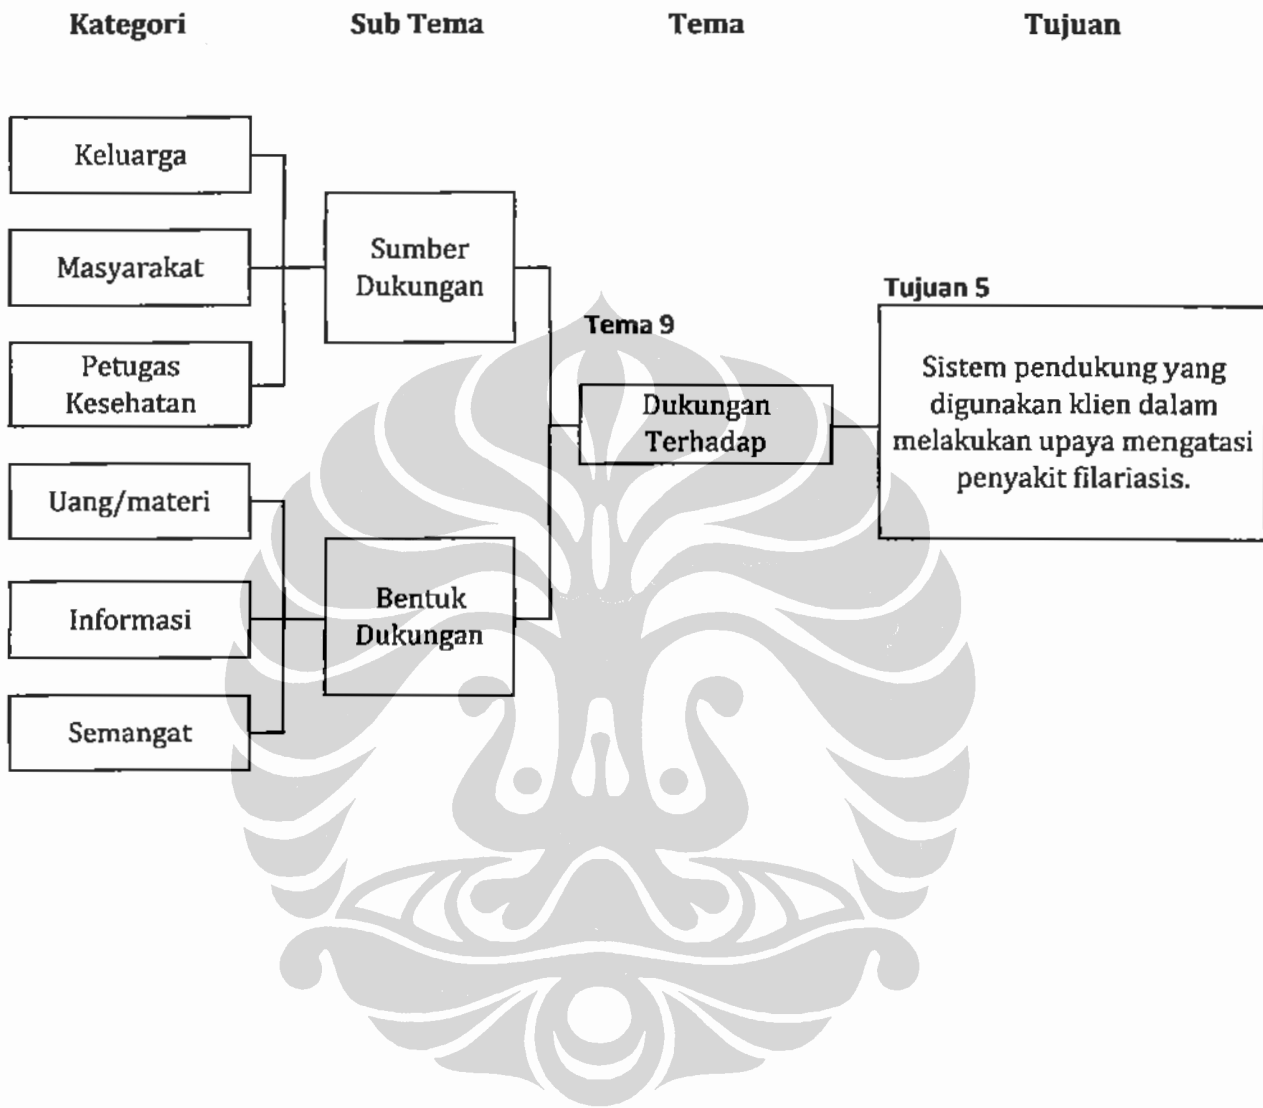 Kategori
Sub Tema
Tema
Tujuan
Keluarga
Masyarakat
Petugas
Kesehatan
Uang/materi
Informasi
Semangat
Sumber
Dukungan
Bentuk
Dukungan
Tema 9
Dukungan
Terhadap
Tujuan 5
Sistem pendukung yang
digunakan klien dalam
melakukan upaya mengatasi
penyakit filariasis.